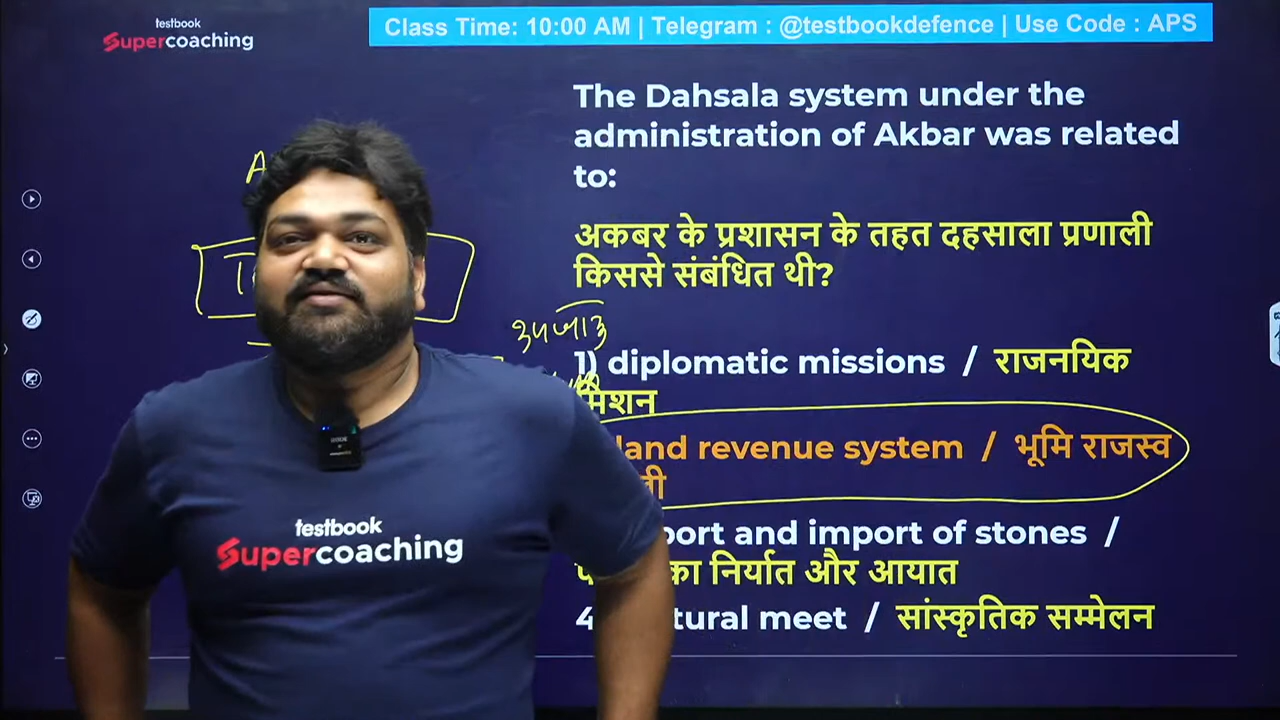 testbook
Supercoaching
Class Time: 10:00 AM | Telegram : @testbookdefence | Use Code : APS
The Dahsala system under the
administration of Akbar was related
to:
अकबर के प्रशासन के तहत दहसाला प्रणाली
किससे संबंधित थी?
उपजाऊ
1) diplomatic missions / राजनयिक
मिशन
land revenue system / भूमि राजस्व
port and import of stones /
का निर्यात और आयात
4 tural meet / सांस्कृतिक सम्मेलन
testbook
Supercoaching